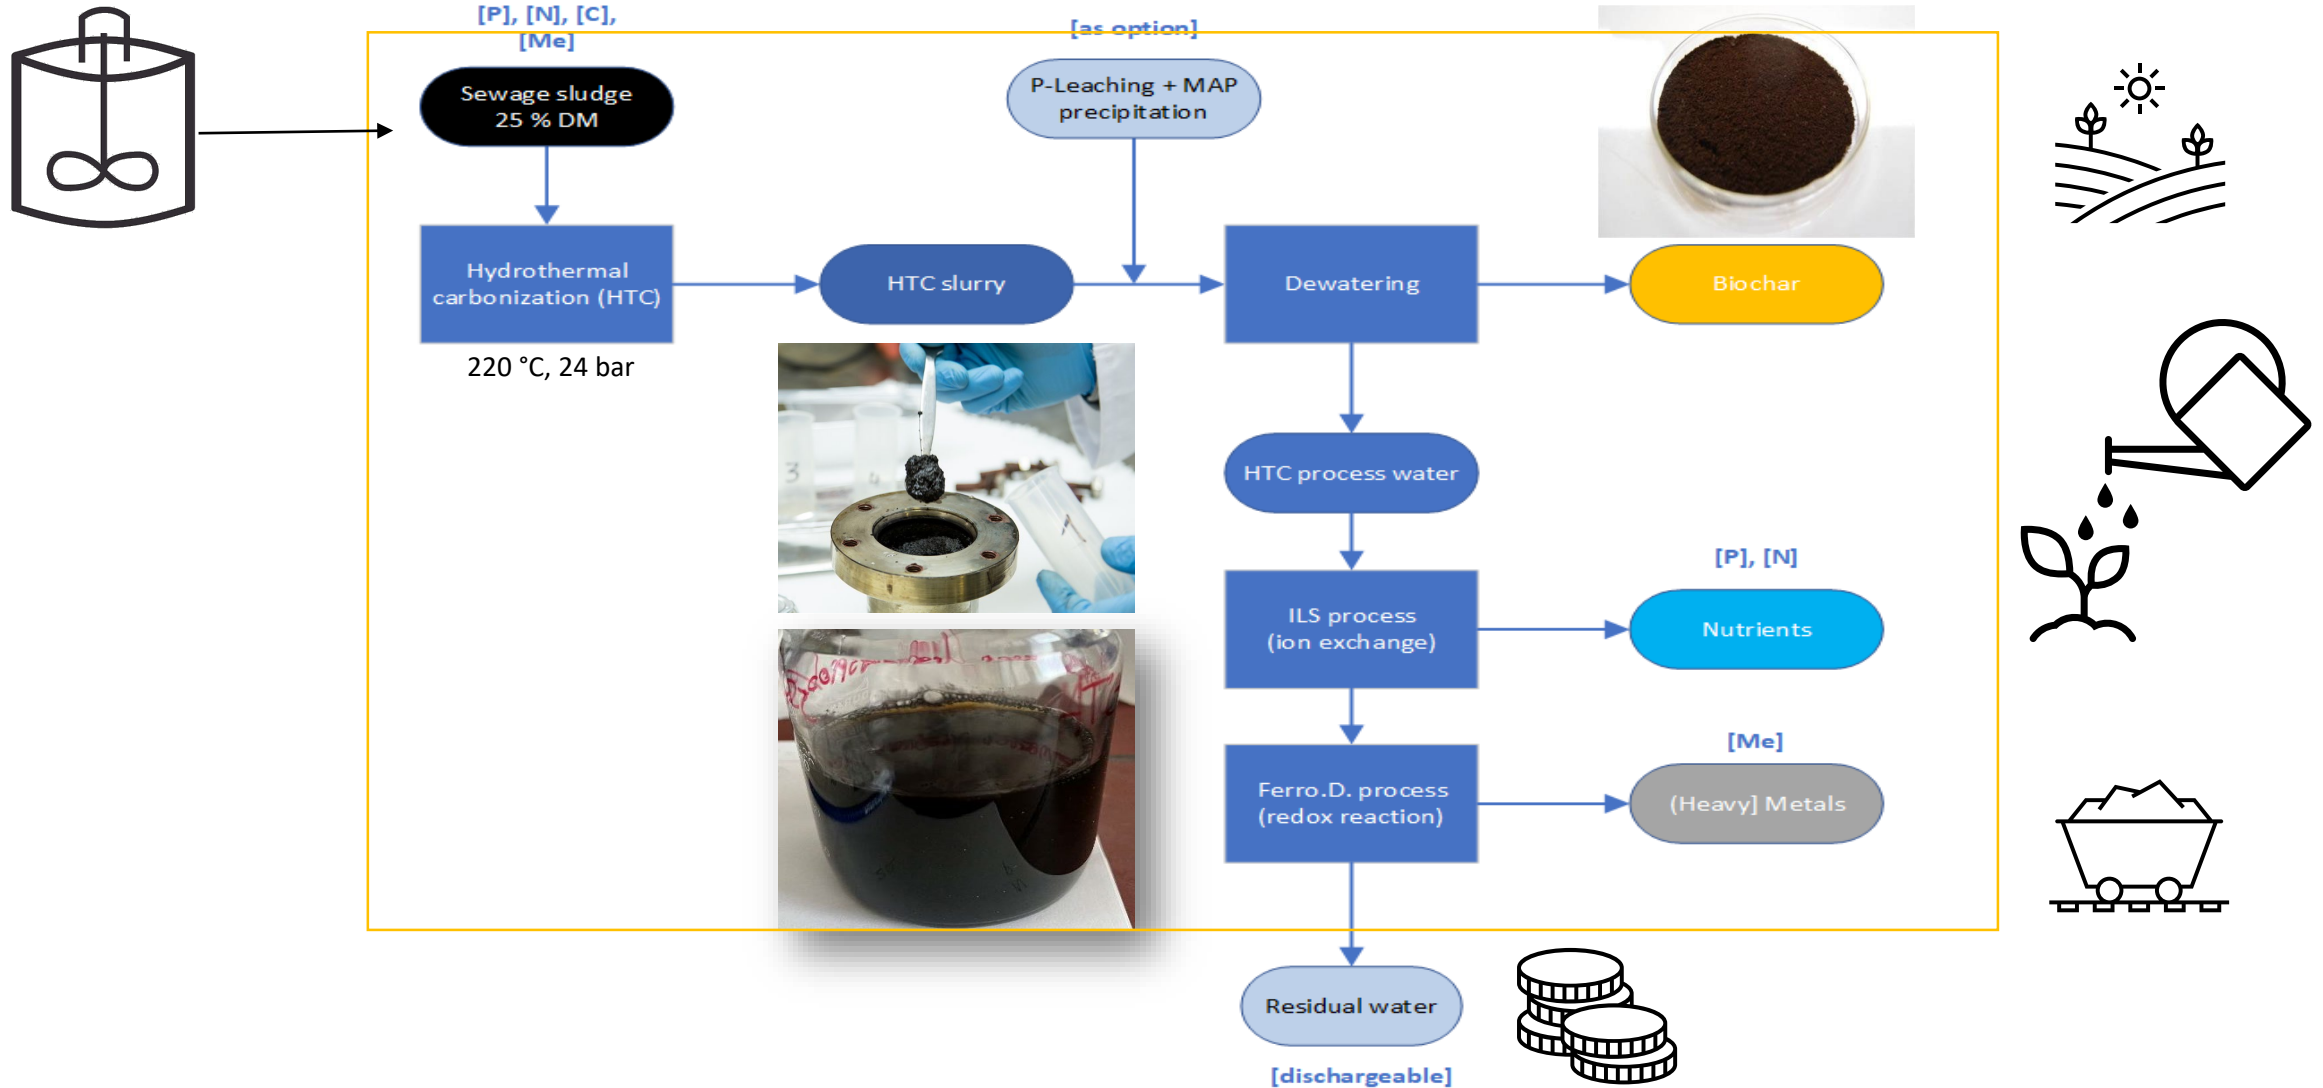 [P], [N], [C],
[Me]
[as option]
Sewage sludge
25 % DM
P-Leaching + MAP
precipitation
Hydrothermal
carbonization (HTC)
HTC slurry
Dewatering
Biochar
220 °C, 24 bar
HTC process water
3
[P], [N]
ILS process
(ion exchange)
Nutrients
[Me]
Ferro.D. process
(redox reaction)
(Heavy] Metals
Residual water
[dischargeable]